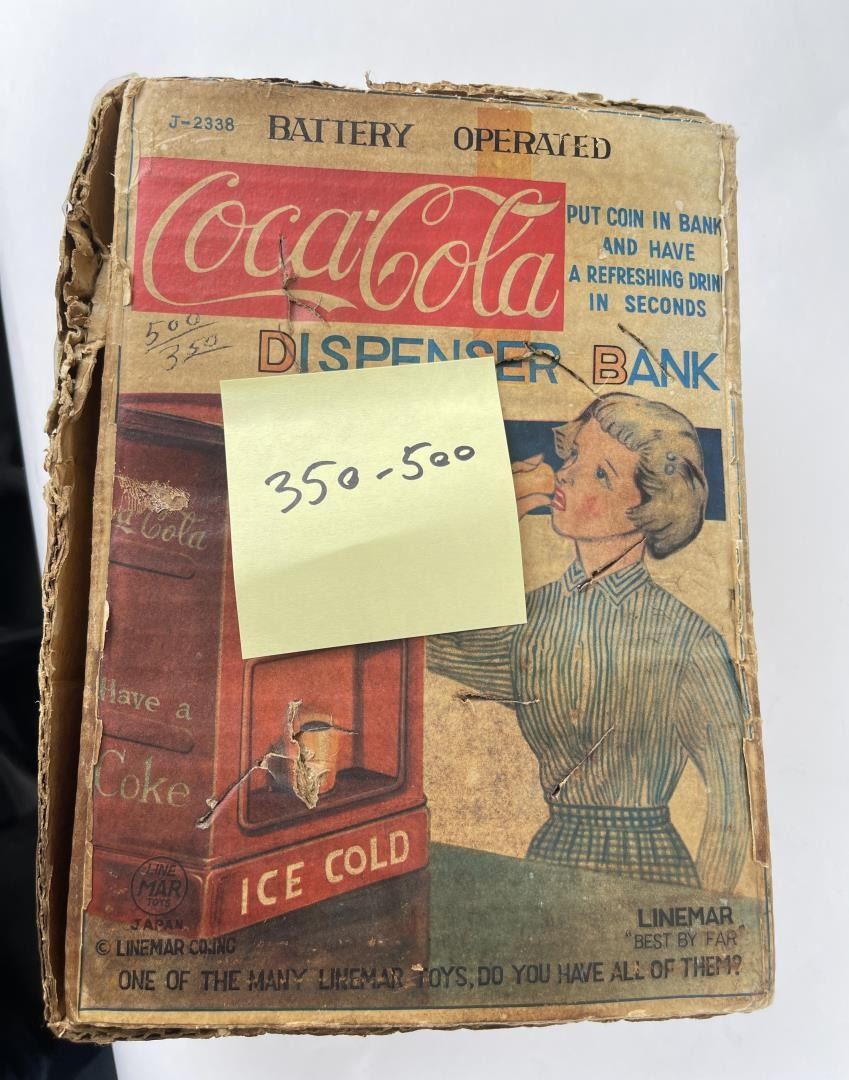 J-2338 BATTERY OPERATED
Coca-Cola
PUT COIN IN BANK
AND HAVE
A REFRESHING DRIN
IN SECONDS
500
350
DISPENSER BANK
350-500
a Cola
Have a
Coke
ICE COLD
LINE
MAR
TOYS
JAPAN
© LINEMAR CO.,INC
LINEMAR
"BEST BY FAR"
ONE OF THE MANY LINEMAR TOYS, DO YOU HAVE ALL OF THEM?